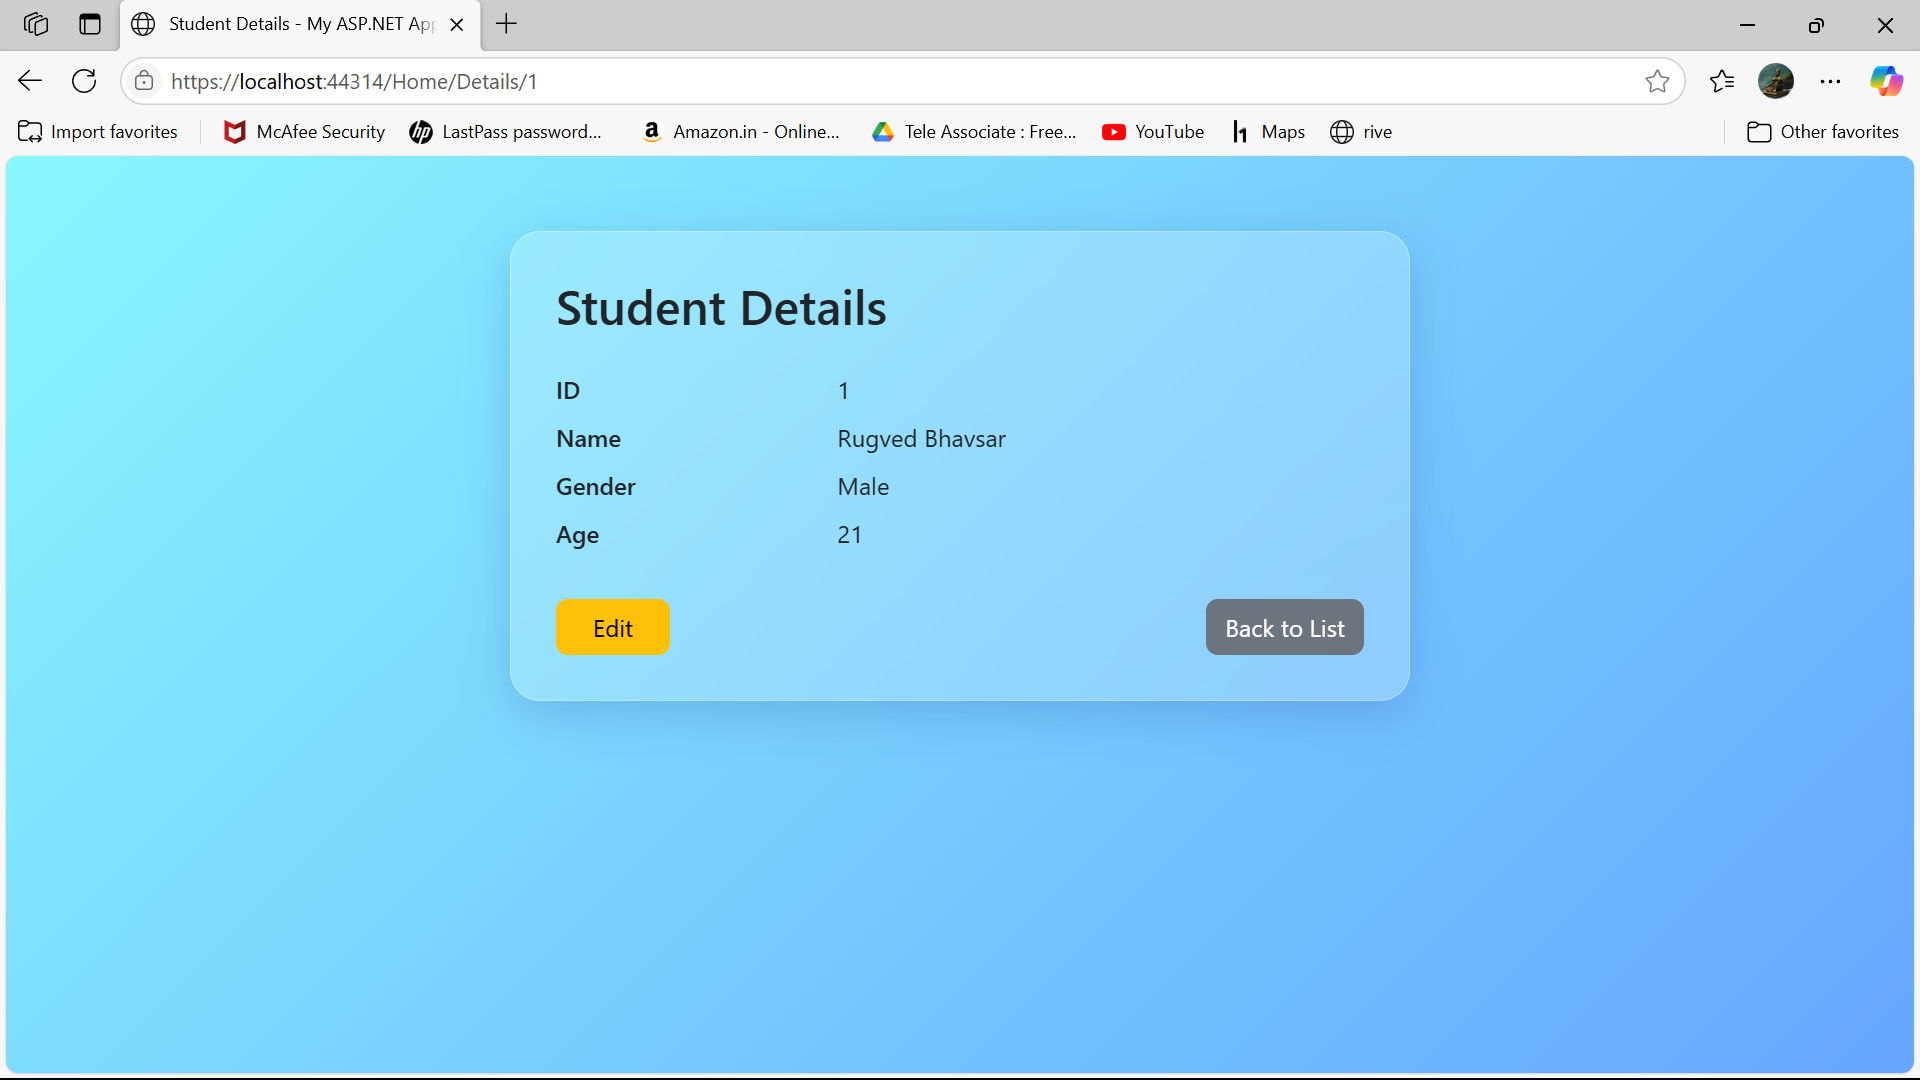 Student Details - My ASP.NET App
https://localhost:44314/Home/Details/1
Import favorites
McAfee Security
LastPass password...
Amazon.in - Online...
Tele Associate : Free...
YouTube
Maps
rive
Other favorites
Student Details
ID 1
Name Rugved Bhavsar
Gender Male
Age 21
Edit
Back to List